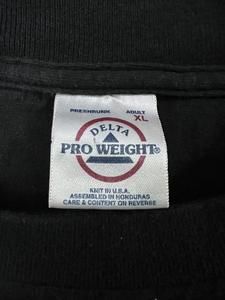 PRESHRUNK ADULT
XL
DELTA
PRO WEIGHT®
KNIT IN U.S.A.
ASSEMBLED IN HONDURAS
CARE & CONTENT ON REVERSE